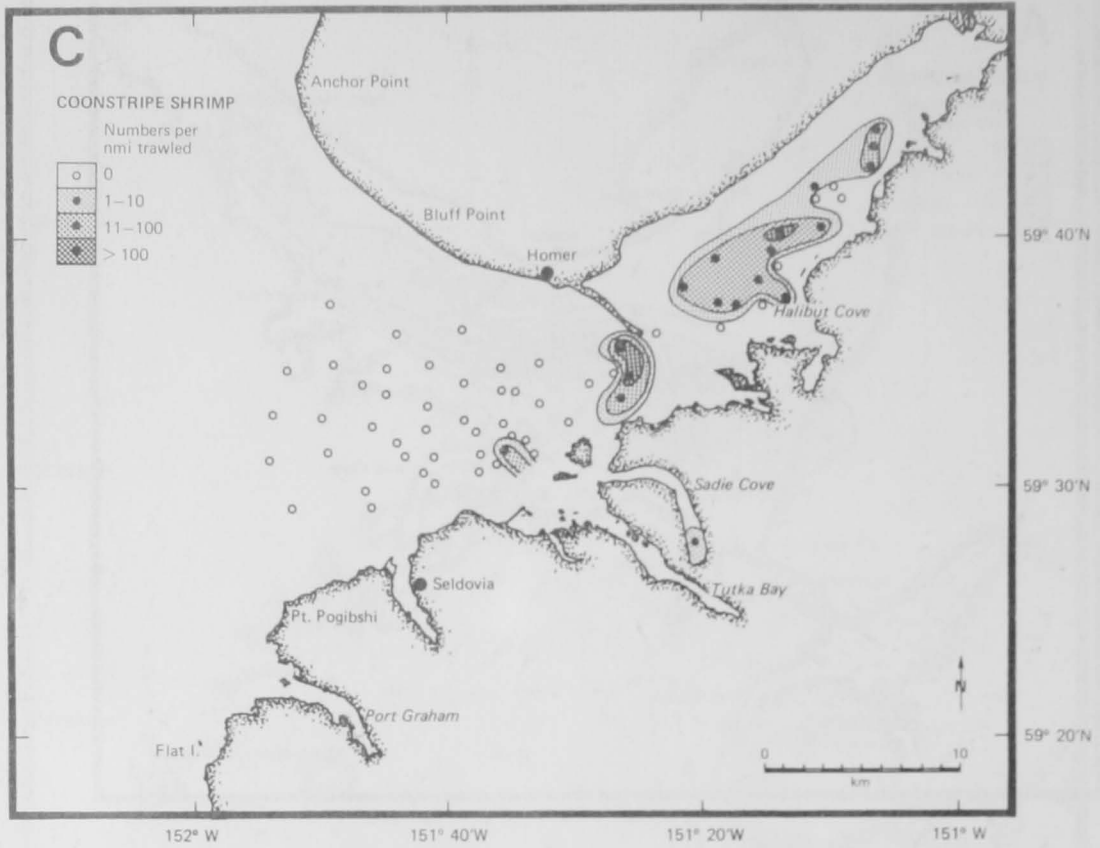 C
Anchor Point
COONSTRIPE SHRIMP
Numbers per
nmi trawled
0
1–10
11–100
> 100
Bluff Point
Homer
59° 40'N
Halibut Cove
Sadie Cove
59° 30'N
Seldovia
Tutka Bay
Pt. Pogibshi
N
Port Graham
Flat I.
59° 20'N
0 10
km
152° W
151° 40'W
151° 20'W
151° W